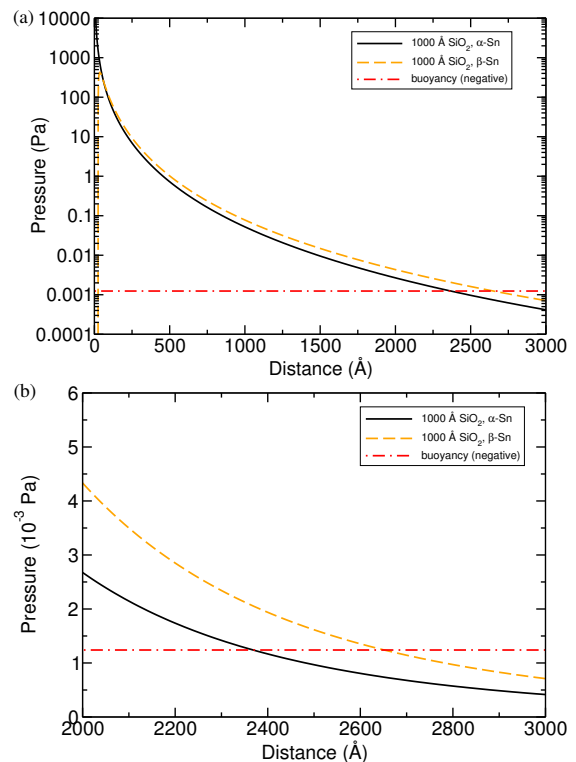 (a)
10000
1000
100
10
1
0.1
0.01
0.001
0.0001
Pressure (Pa)
1000 Å SiO₂, α-Sn
1000 Å SiO₂, β-Sn
buoyancy (negative)
0 500 1000 1500 2000 2500 3000
Distance (Å)
(b)
6
5
4
3
2
1
0
Pressure (10⁻³ Pa)
1000 Å SiO₂, α-Sn
1000 Å SiO₂, β-Sn
buoyancy (negative)
2000 2200 2400 2600 2800 3000
Distance (Å)